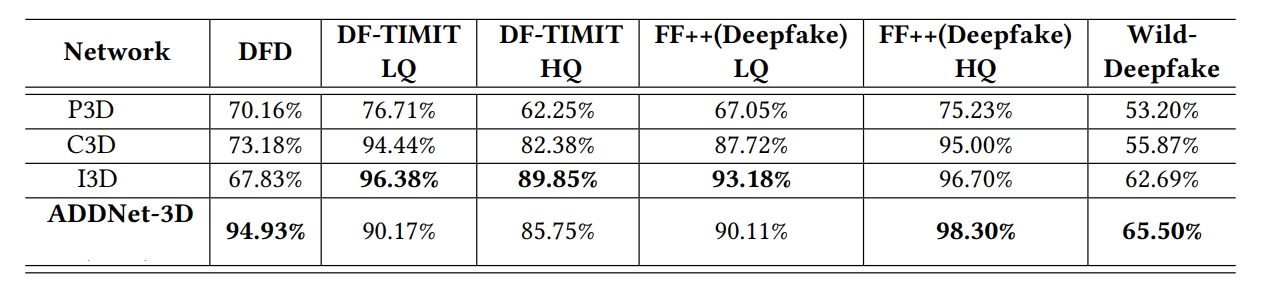 Network DFD DF-TIMIT LQ DF-TIMIT HQ FF++(Deepfake) LQ FF++(Deepfake) HQ Wild-Deepfake
P3D 70.16% 76.71% 62.25% 67.05% 75.23% 53.20%
C3D 73.18% 94.44% 82.38% 87.72% 95.00% 55.87%
I3D 67.83% 96.38% 89.85% 93.18% 96.70% 62.69%
ADDNet-3D 94.93% 90.17% 85.75% 90.11% 98.30% 65.50%